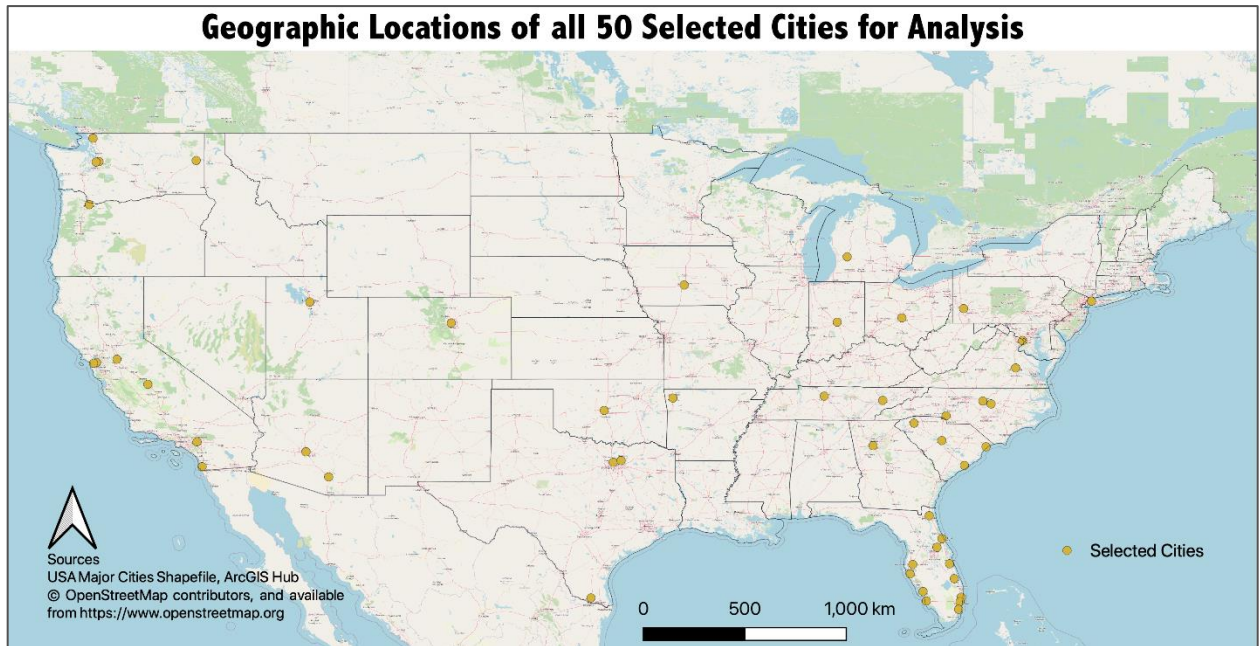 Geographic Locations of all 50 Selected Cities for Analysis
Selected Cities
Sources
USA Major Cities Shapefile, ArcGIS Hub
© OpenStreetMap contributors, and available
from https://www.openstreetmap.org
0 500 1,000 km